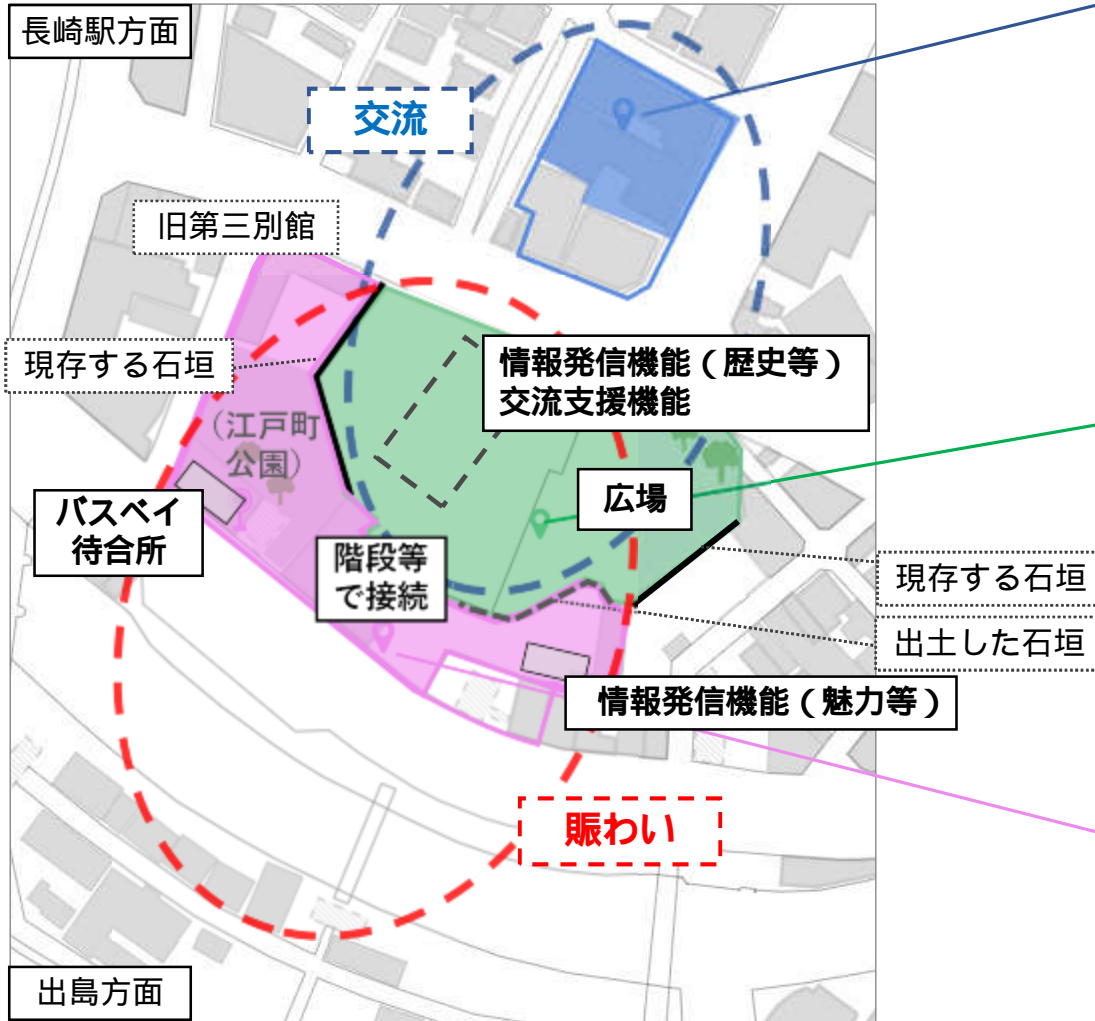 長崎駅方面
交流
旧第三別館
現存する石垣
情報発信機能（歴史等）
交流支援機能
（江戸町
公園）
広場
バスベイ
待合所
階段等
で接続
現存する石垣
出土した石垣
情報発信機能（魅力等）
賑わい
出島方面